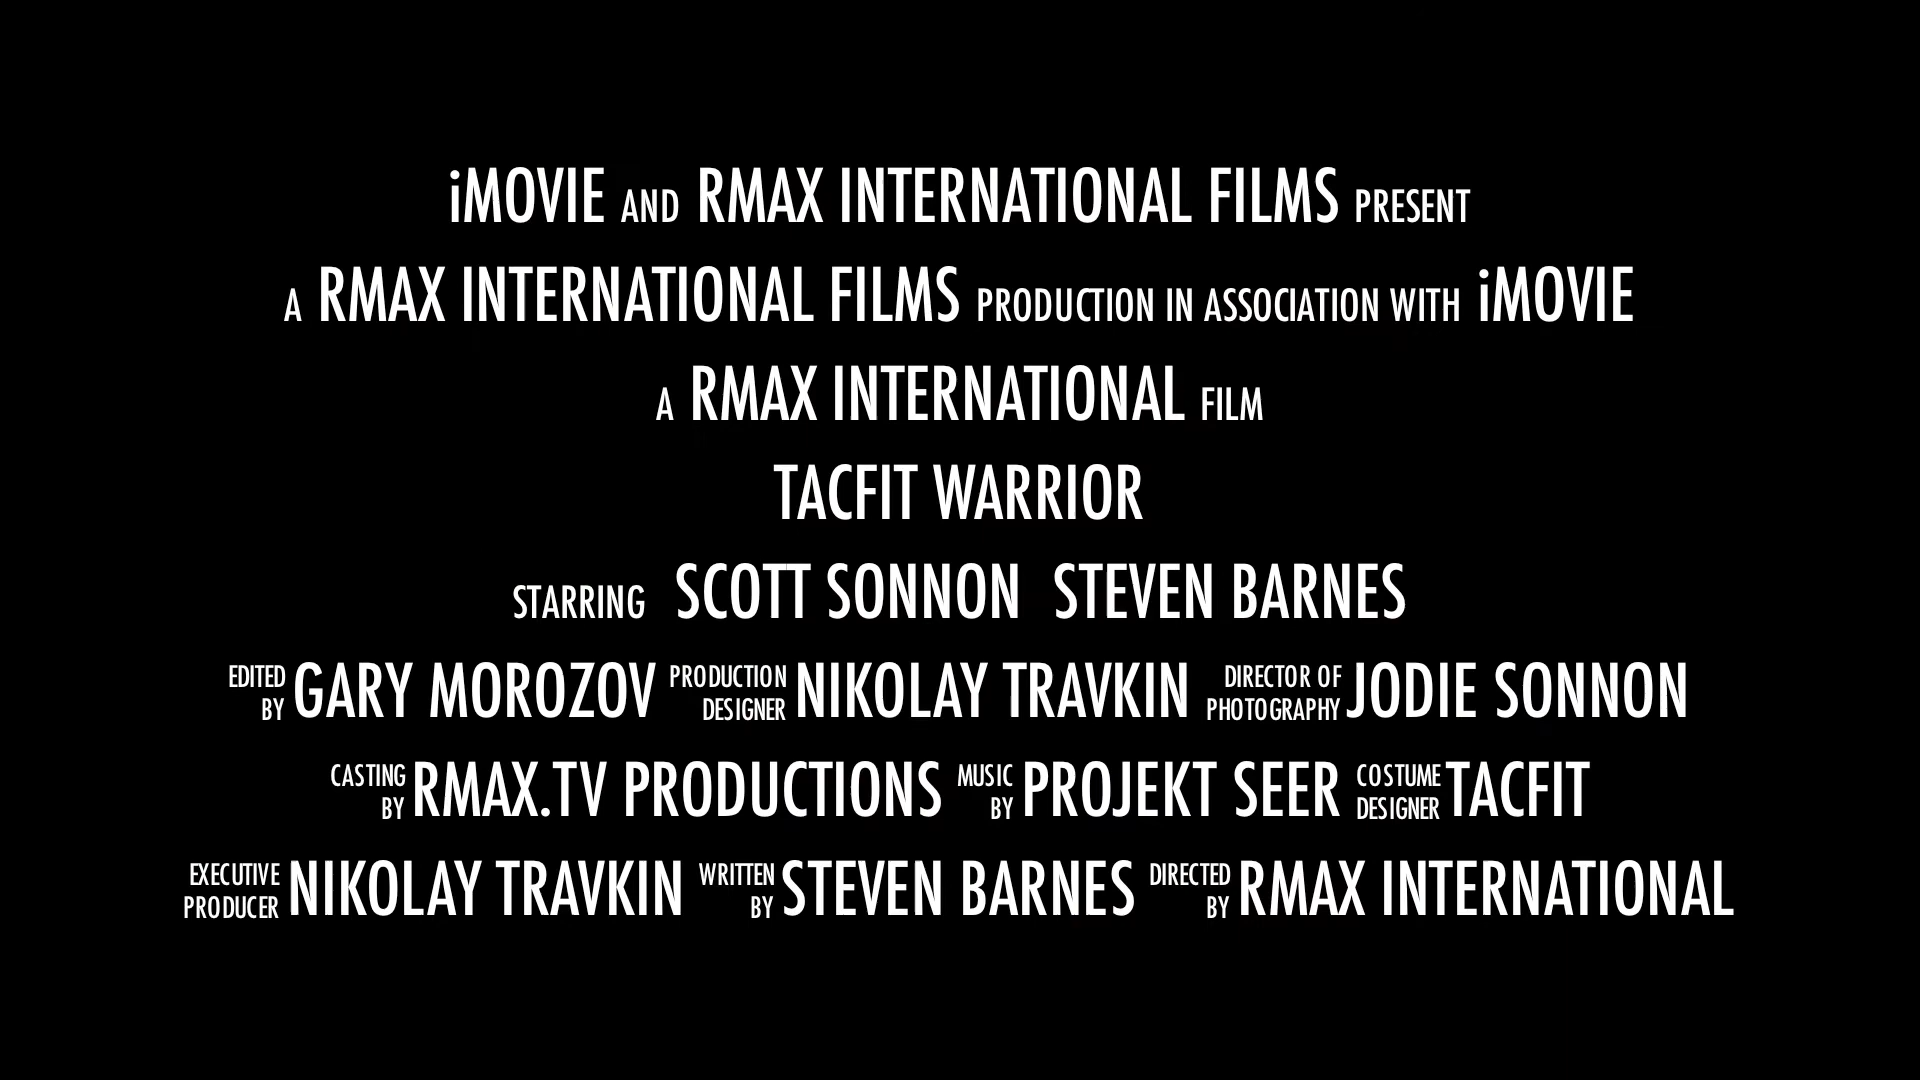 iMOVIE AND RMAX INTERNATIONAL FILMS PRESENT
A RMAX INTERNATIONAL FILMS PRODUCTION IN ASSOCIATION WITH iMOVIE
A RMAX INTERNATIONAL FILM
TACFIT WARRIOR
STARRING SCOTT SONNON STEVEN BARNES
EDITED BY GARY MOROZOV PRODUCTION DESIGNER NIKOLAY TRAVKIN DIRECTOR OF PHOTOGRAPHY JODIE SONNON
CASTING BY RMAX.TV PRODUCTIONS MUSIC BY PROJEKT SEER COSTUME DESIGNER TACFIT
EXECUTIVE PRODUCER NIKOLAY TRAVKIN WRITTEN BY STEVEN BARNES DIRECTED BY RMAX INTERNATIONAL